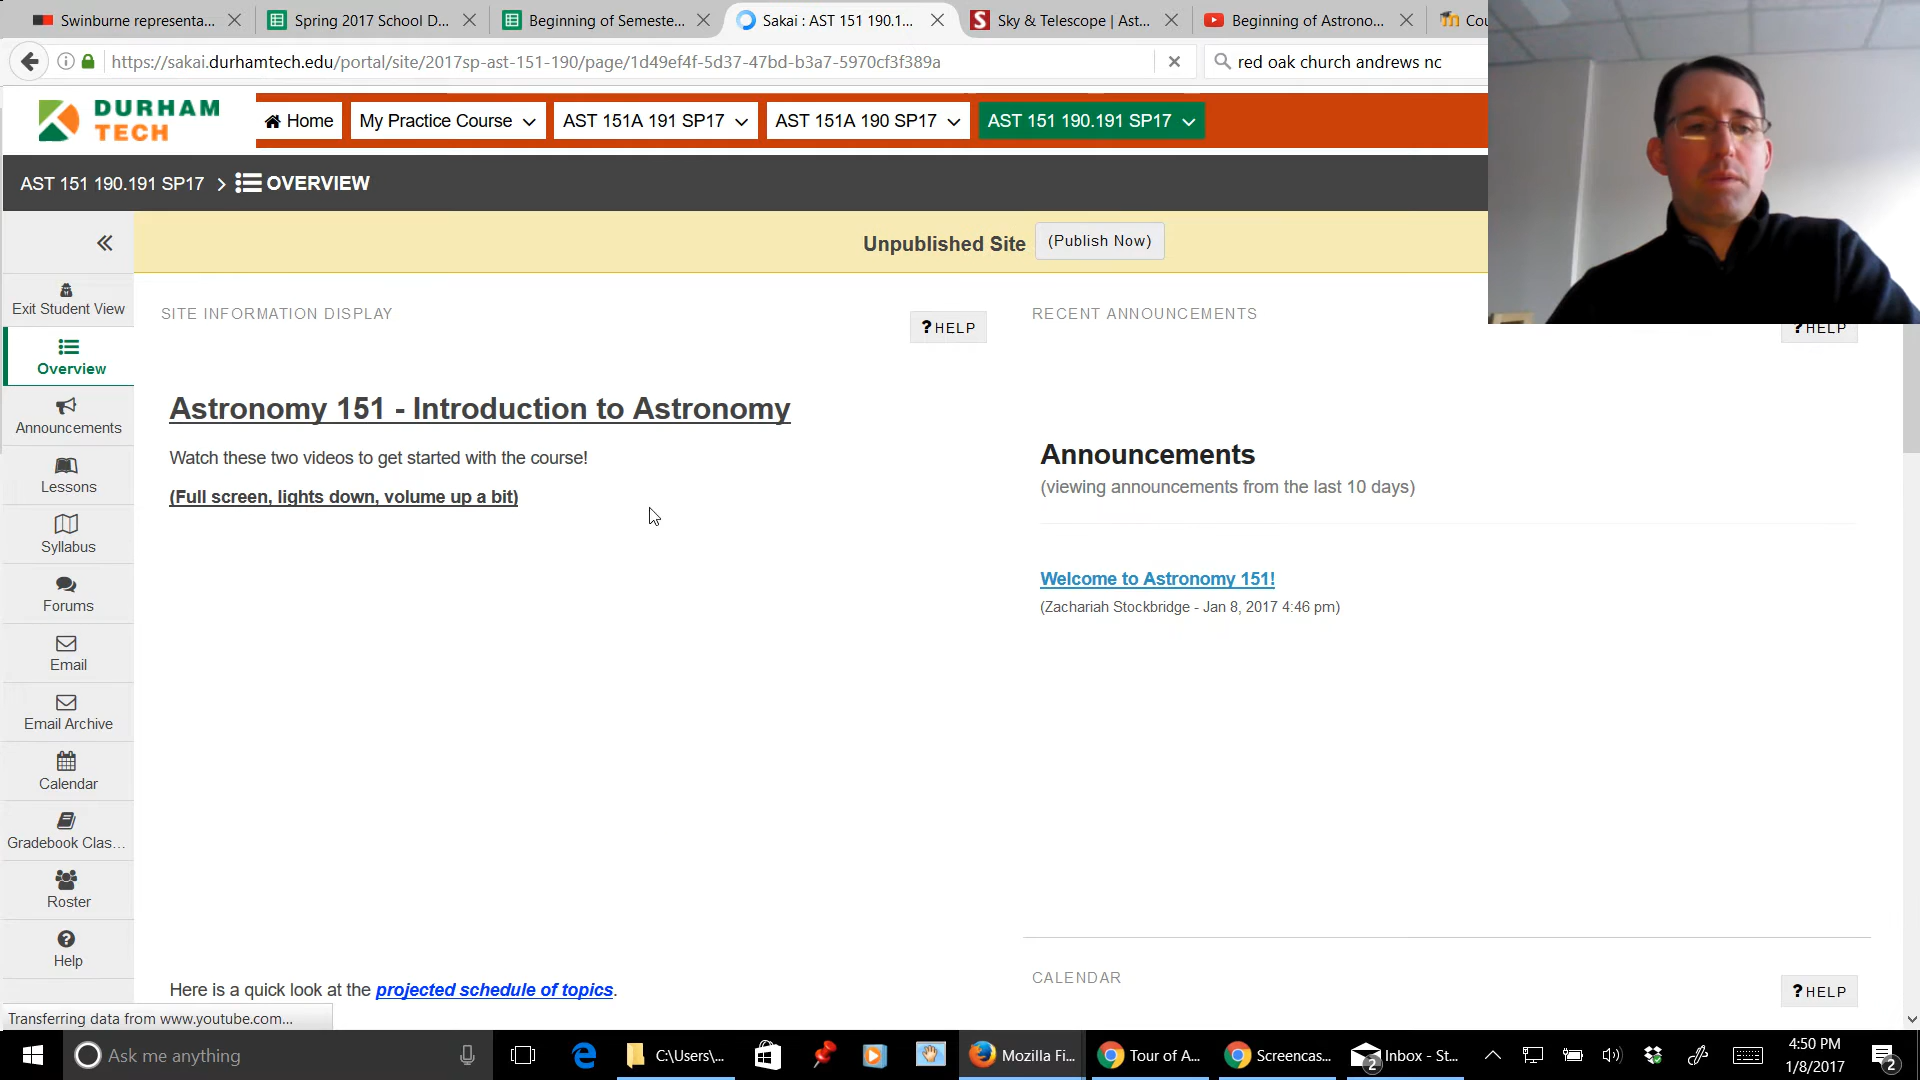 Swinburne representa...
Spring 2017 School D...
Beginning of Semeste...
Sakai : AST 151 190.1...
Sky & Telescope | Ast...
Beginning of Astrono...
Cou
https://sakai.durhamtech.edu/portal/site/2017sp-ast-151-190/page/1d49ef4f-5d37-47bd-b3a7-5970cf3f389a
red oak church andrews nc
DURHAM
TECH
Home
My Practice Course
AST 151A 191 SP17
AST 151A 190 SP17
AST 151 190.191 SP17
AST 151 190.191 SP17
OVERVIEW
Unpublished Site
(Publish Now)
Exit Student View
Overview
Announcements
Lessons
Syllabus
Forums
Email
Email Archive
Calendar
Gradebook Clas...
Roster
Help
SITE INFORMATION DISPLAY
? HELP
Astronomy 151 - Introduction to Astronomy
Watch these two videos to get started with the course!
(Full screen, lights down, volume up a bit)
Here is a quick look at the projected schedule of topics.
RECENT ANNOUNCEMENTS
? HELP
Announcements
(viewing announcements from the last 10 days)
Welcome to Astronomy 151!
(Zachariah Stockbridge - Jan 8, 2017 4:46 pm)
CALENDAR
? HELP
Transferring data from www.youtube.com...
Ask me anything
C:\Users\...
Mozilla Fi...
Tour of A...
Screencas...
2
Inbox - St...
4:50 PM
1/8/2017
2